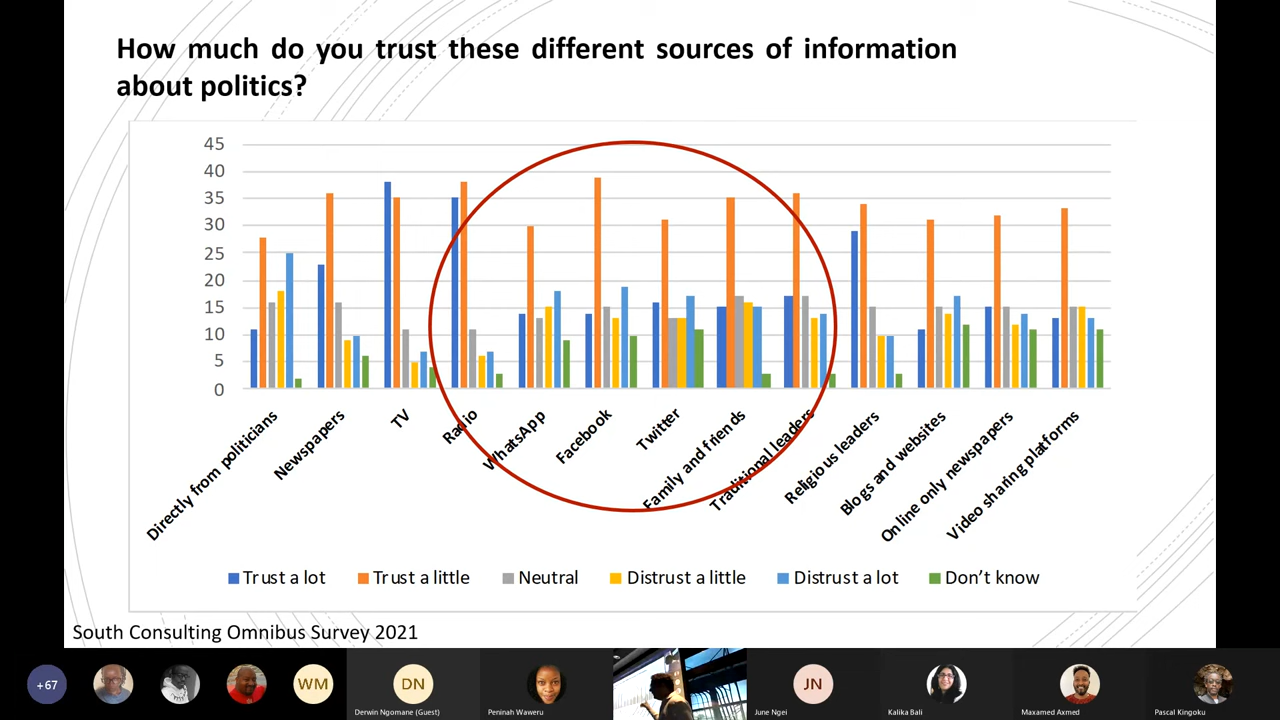 How much do you trust these different sources of information
about politics?
45
40
35
30
25
20
15
10
5
0
Directly from politicians
Newspapers
TV
Radio
WhatsApp
Facebook
Twitter
Family and friends
Traditional leaders
Religious leaders
Blogs and websites
Online only newspapers
Video sharing platforms
Trust a lot Trust a little Neutral Distrust a little Distrust a lot Don't know
South Consulting Omnibus Survey 2021
+67 WM DN JN
Derwin Ngomane (Guest) Peninah Waweru June Ngei Kalika Bali Maxamed Axmed Pascal Kingoku